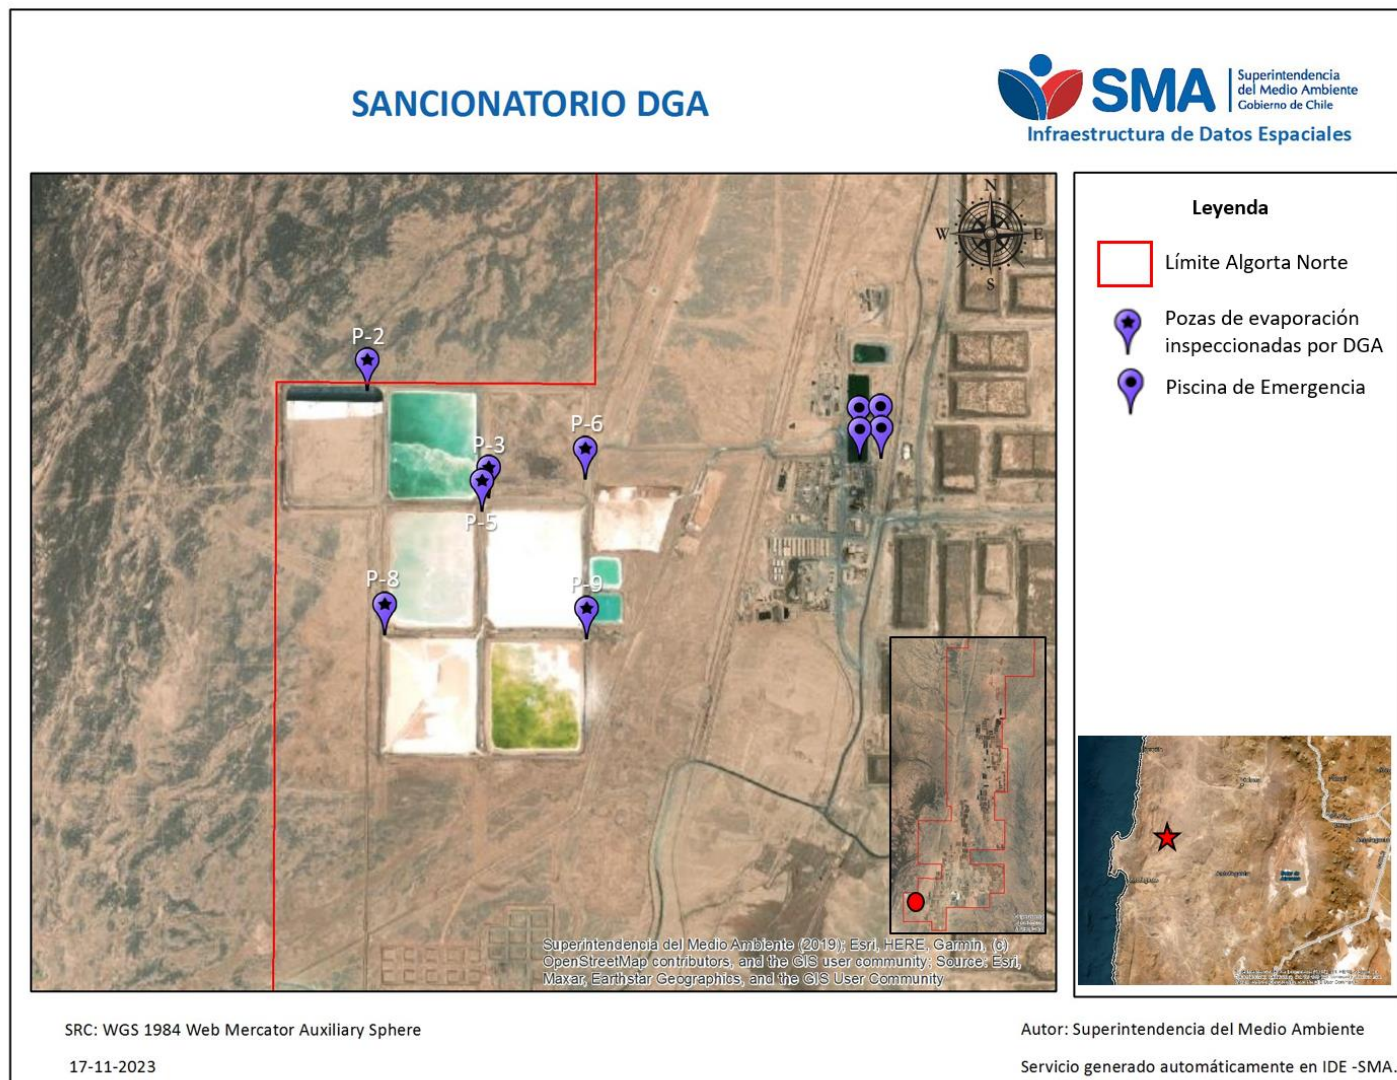 SANCIONATORIO DGA
SMA
Superintendencia
del Medio Ambiente
Gobierno de Chile
Infraestructura de Datos Espaciales
N
W
E
S
P-2
P-3
P-6
P-5
P-8
P-9
Superintendencia del Medio Ambiente (2019); Esri, HERE, Garmin, (c)
OpenStreetMap contributors, and the GIS user community; Source: Esri,
Maxar, Earthstar Geographics, and the GIS User Community
Leyenda
Límite Algorta Norte
Pozas de evaporación
inspeccionadas por DGA
Piscina de Emergencia
SRC: WGS 1984 Web Mercator Auxiliary Sphere
17-11-2023
Autor: Superintendencia del Medio Ambiente
Servicio generado automáticamente en IDE -SMA.